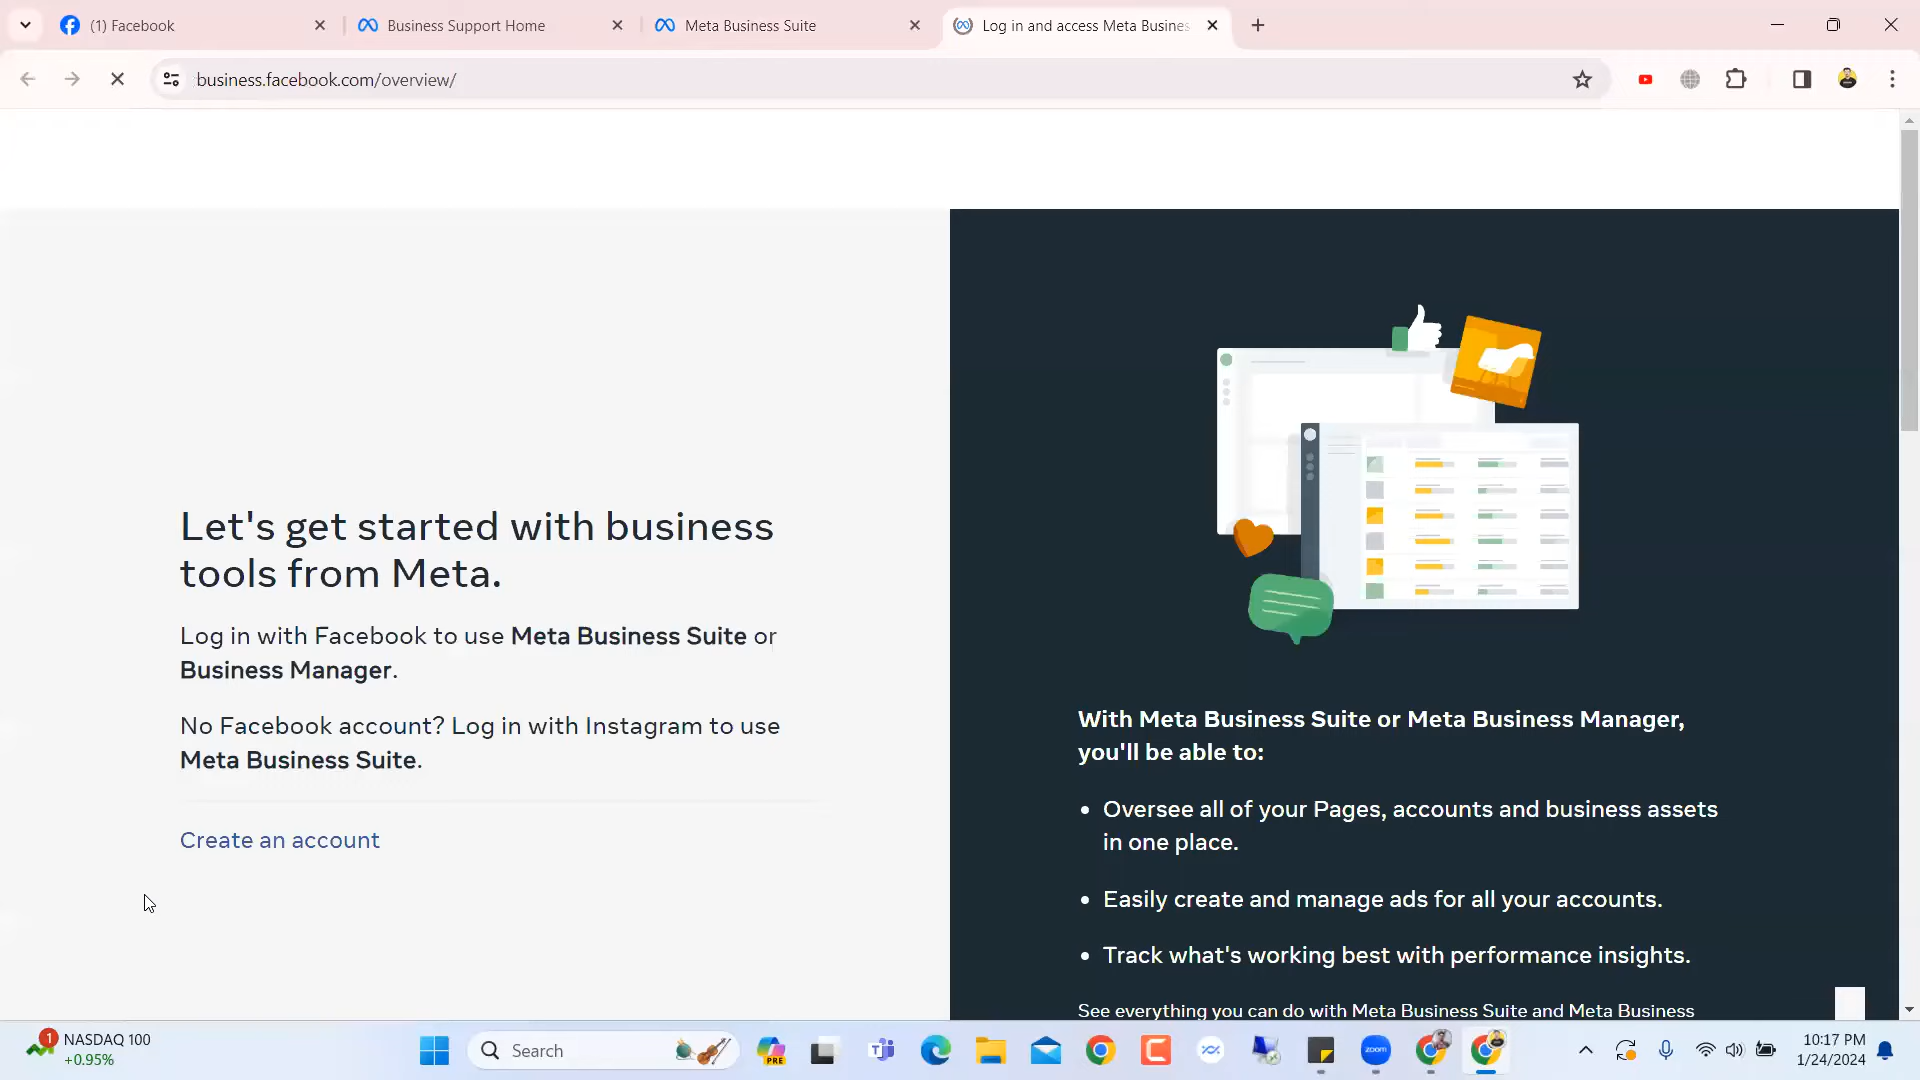 (1) Facebook
Business Support Home
Meta Business Suite
Log in and access Meta Busines
business.facebook.com/overview/
Let's get started with business
tools from Meta.
Log in with Facebook to use Meta Business Suite or
Business Manager.
No Facebook account? Log in with Instagram to use
Meta Business Suite.
Create an account
With Meta Business Suite or Meta Business Manager,
you'll be able to:
• Oversee all of your Pages, accounts and business assets
in one place.
• Easily create and manage ads for all your accounts.
• Track what's working best with performance insights.
See everything you can do with Meta Business Suite and Meta Business
1
NASDAQ 100
+0.95%
Search
PRE
zoom
10:17 PM
1/24/2024